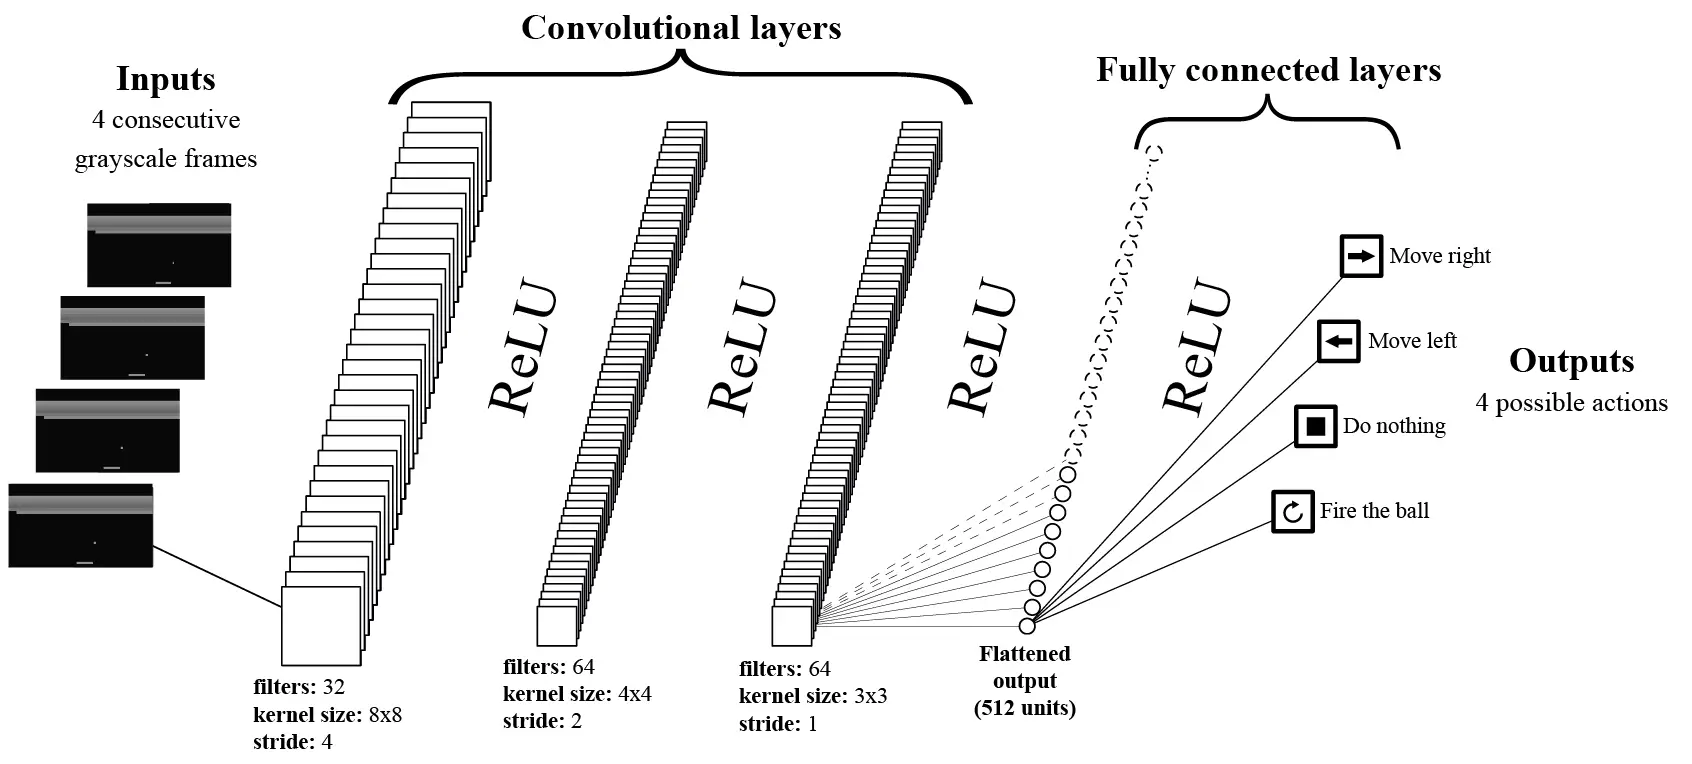 Convolutional layers
Fully connected layers
Inputs
4 consecutive
grayscale frames
ReLU
ReLU
ReLU
ReLU
Move right
Move left
Do nothing
Fire the ball
Outputs
4 possible actions
filters: 32
kernel size: 8x8
stride: 4
filters: 64
kernel size: 4x4
stride: 2
filters: 64
kernel size: 3x3
stride: 1
Flattened
output
(512 units)